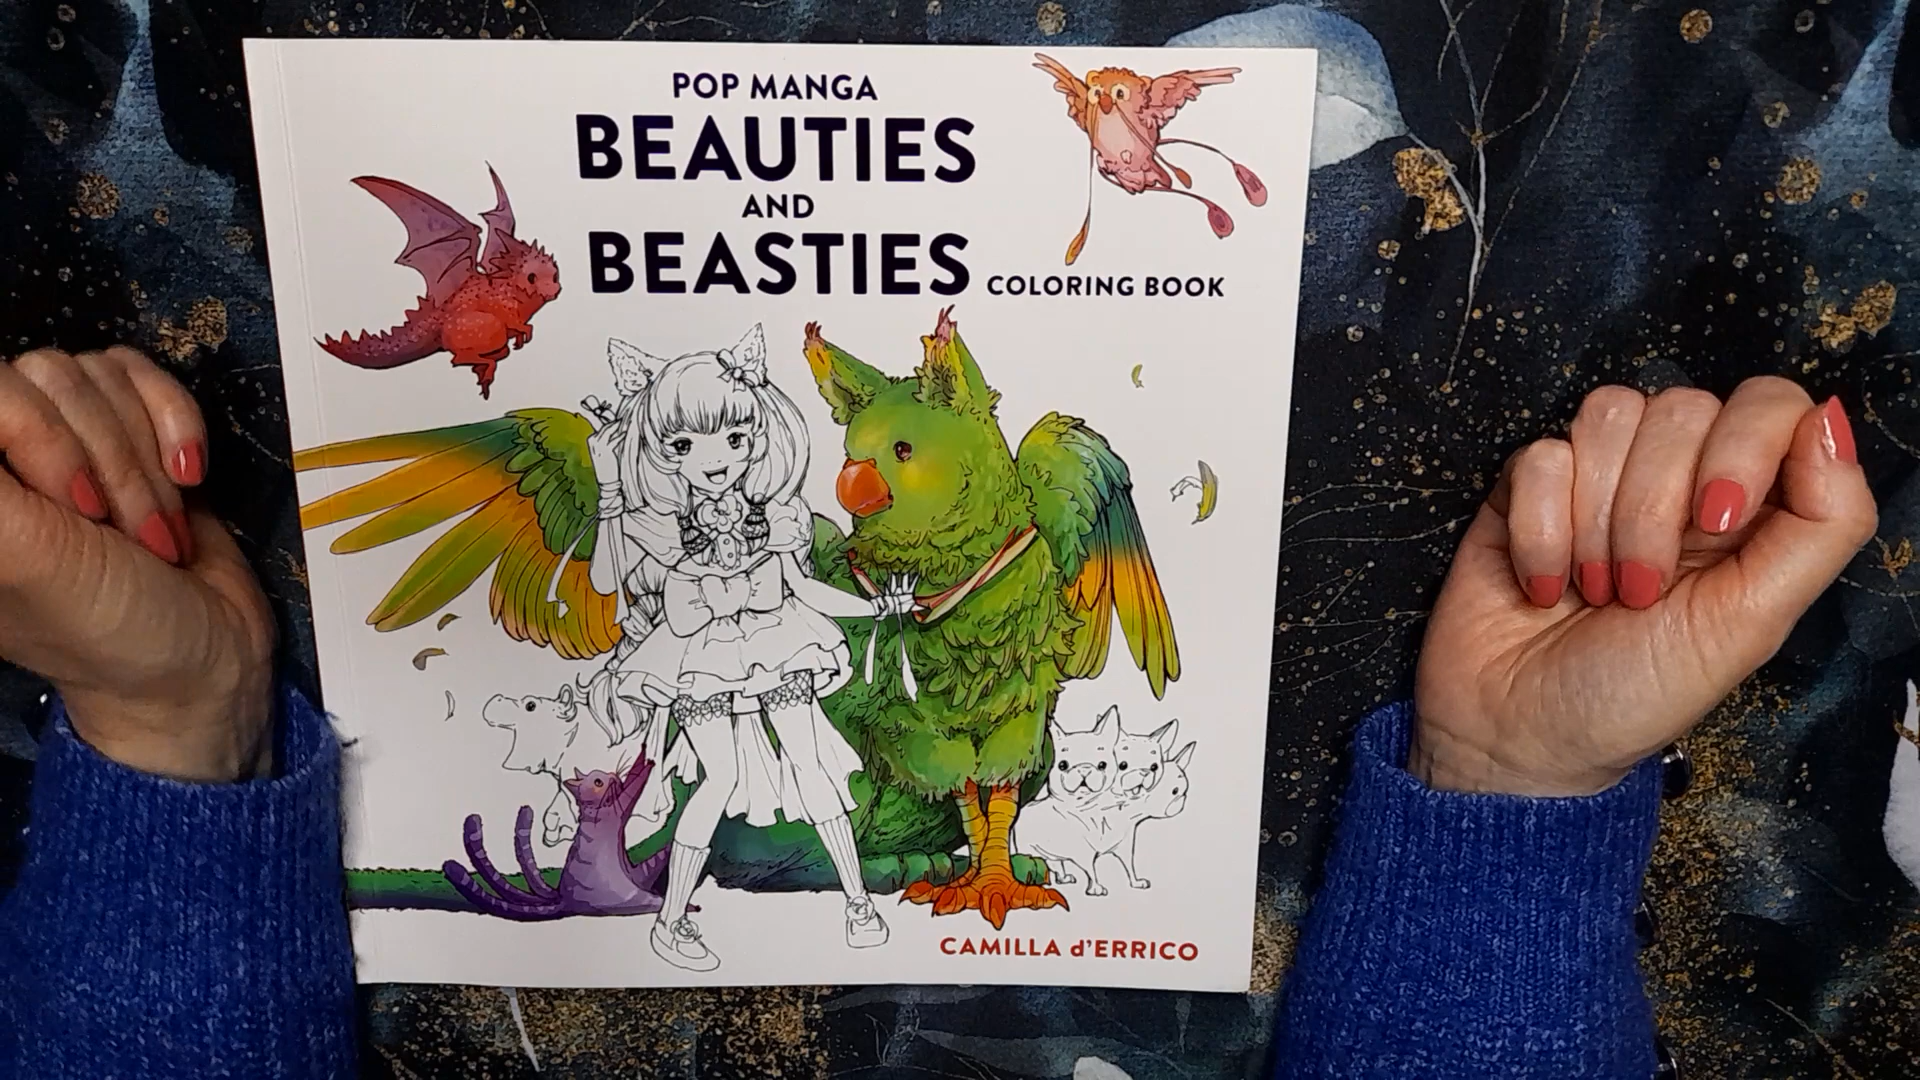 POP MANGA
BEAUTIES
AND
BEASTIES COLORING BOOK
CAMILLA d'ERRICO